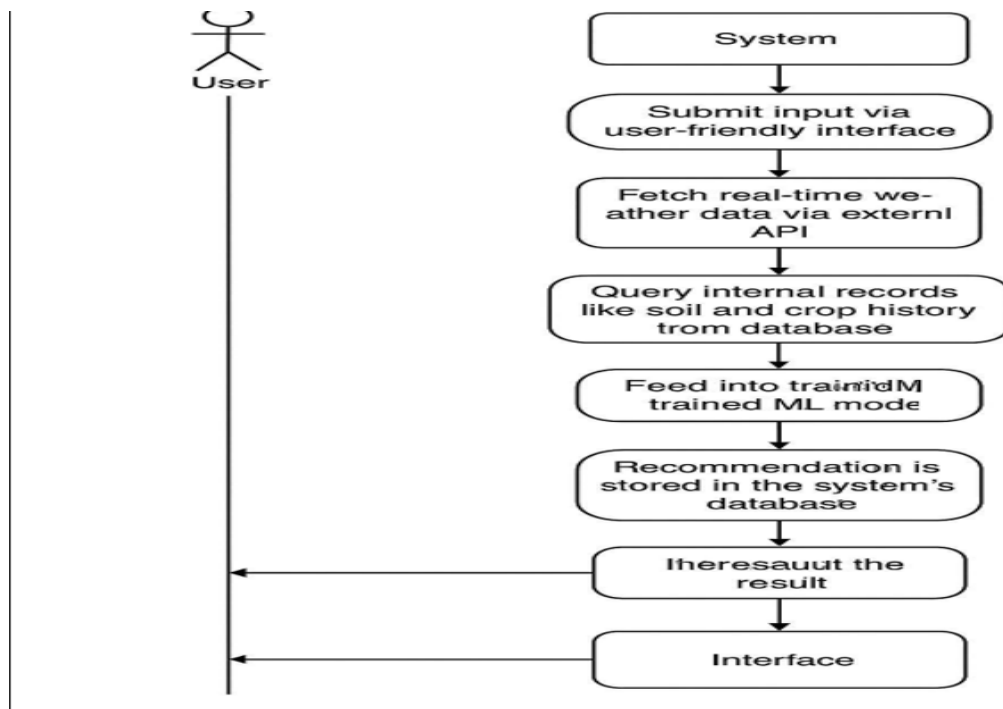 User
System
Submit input via
user-friendly interface
Fetch real-time we-
ather data via externl
API
Query internal records
like soil and crop history
trom database
Feed into
trained ML mode
Recommendation is
stored in the system's
database
the
result
Interface